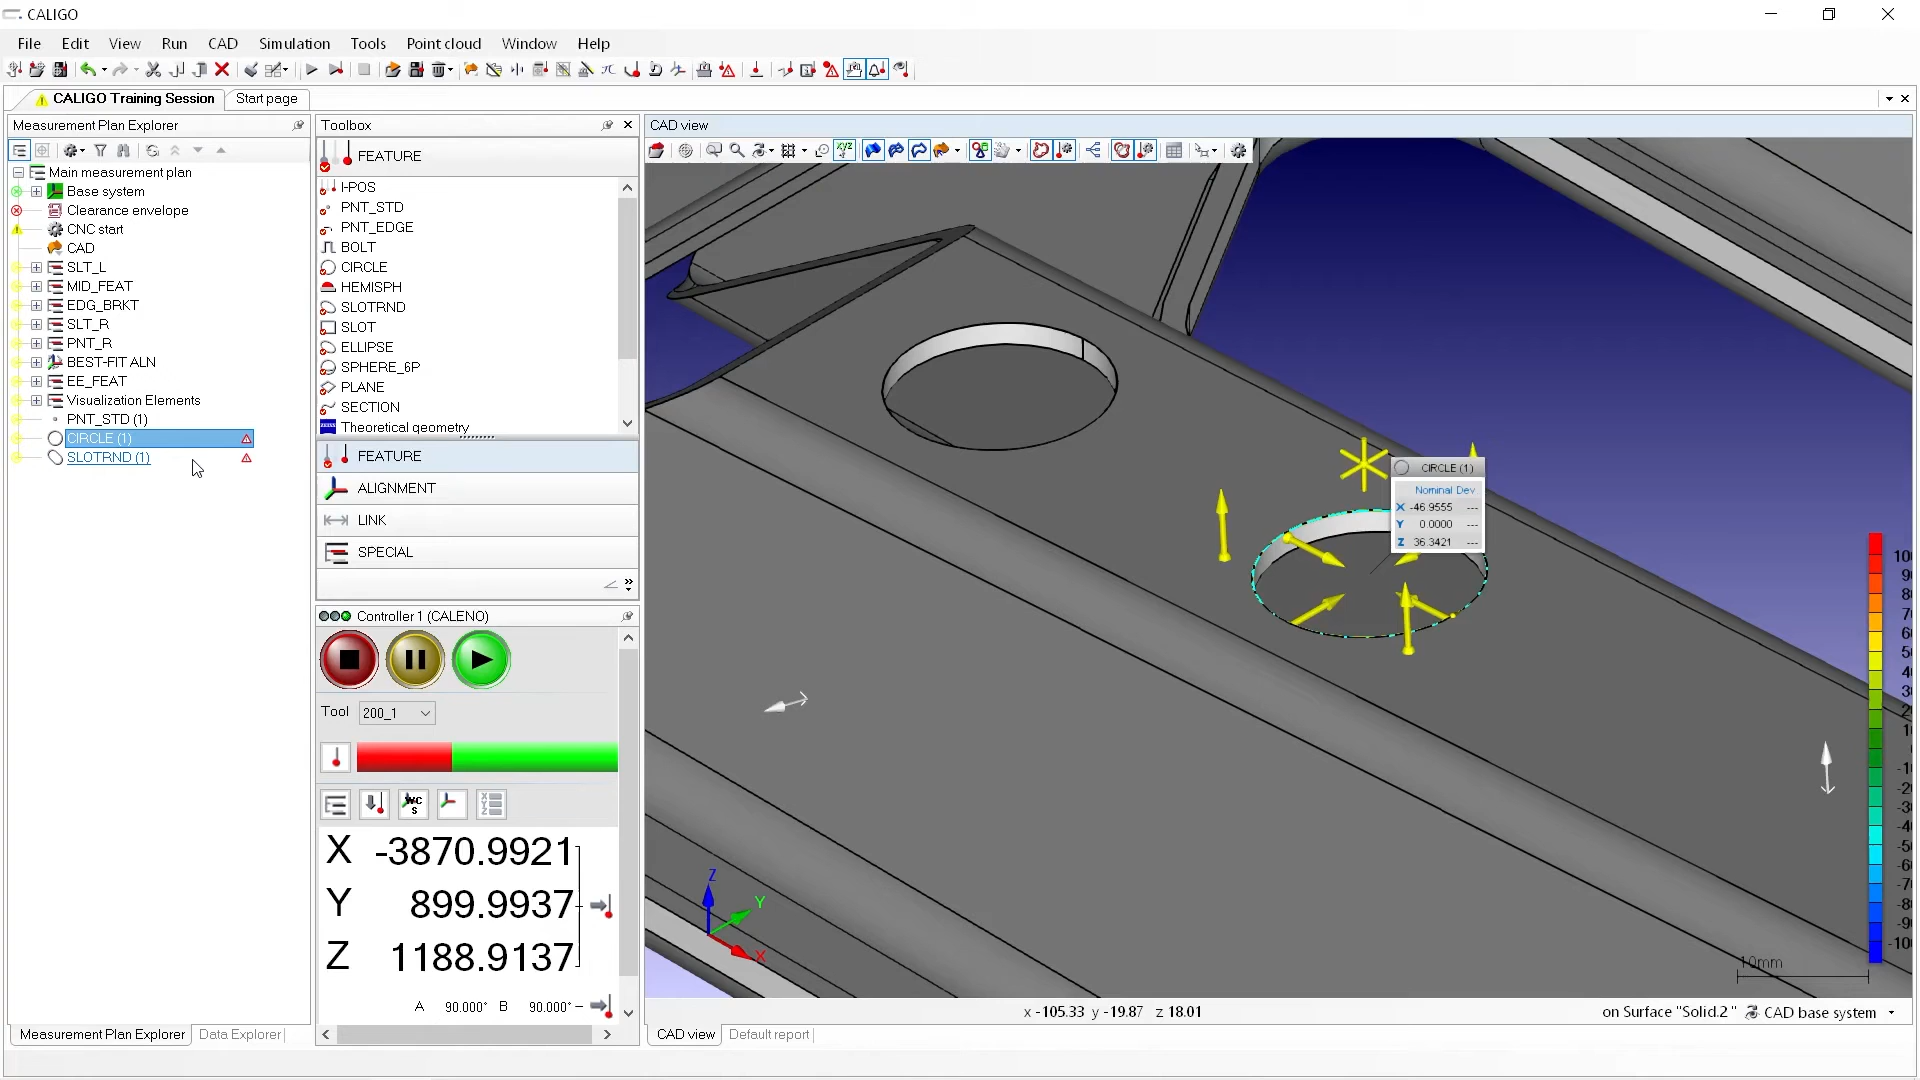 CALIGO
File Edit View Run CAD Simulation Tools Point cloud Window Help
CALIGO Training Session Start page
Measurement Plan Explorer
Main measurement plan
Base system
Clearance envelope
CNC start
CAD
SLT_L
MID_FEAT
EDG_BRKT
SLT_R
PNT_R
BEST-FIT ALN
EE_FEAT
Visualization Elements
PNT_STD (1)
CIRCLE (1)
SLOTRND (1)
Measurement Plan Explorer Data Explorer
Toolbox
FEATURE
I-POS
PNT_STD
PNT_EDGE
BOLT
CIRCLE
HEMISPH
SLOTRND
SLOT
ELLIPSE
SPHERE_6P
PLANE
SECTION
Theoretical geometry
FEATURE
ALIGNMENT
LINK
SPECIAL
Controller 1 (CALENO)
Tool 200_1
WC
S
X -3870.9921
Y 899.9937
Z 1188.9137
A 90.000° B 90.000°
CAD view
xyz
CIRCLE (1)
Nominal Dev
X -46.9555 ---
Y 0.0000 ---
Z 36.3421 ---
Z
Y
X
10mm
x -105.33 y -19.87 z 18.01
on Surface "Solid.2" CAD base system
CAD view Default report